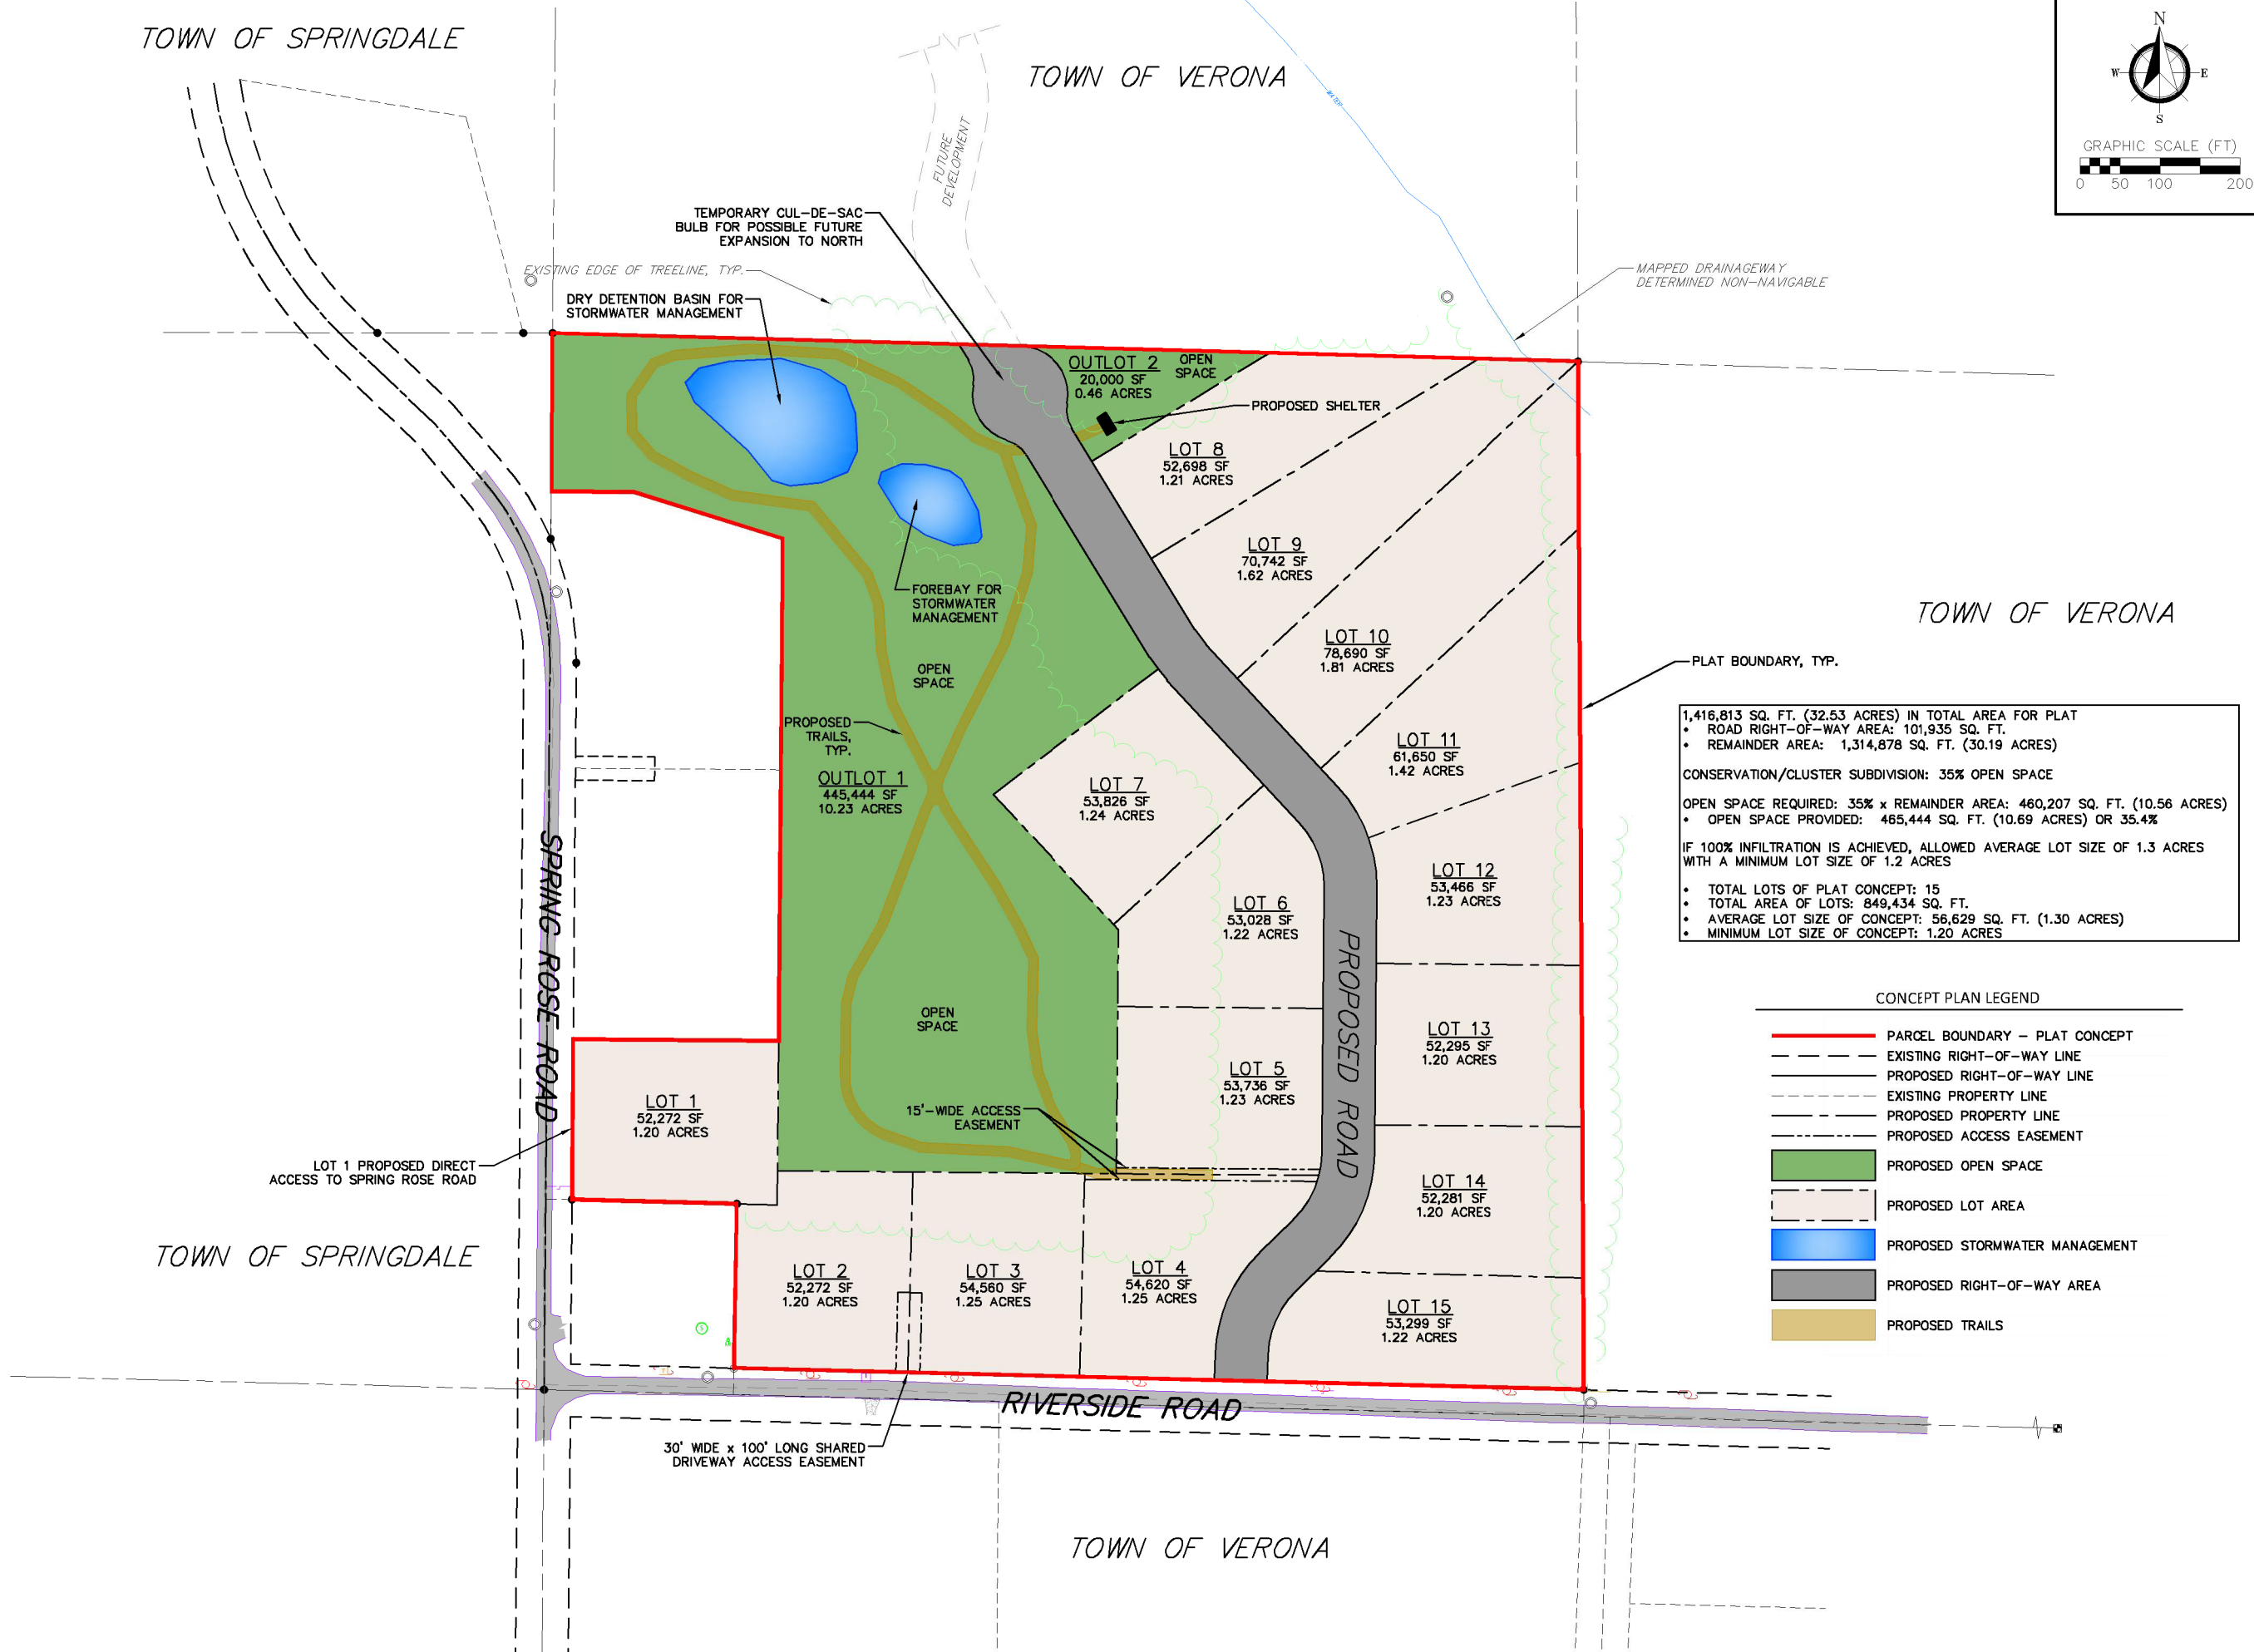 TOWN OF SPRINGDALE
TOWN OF VERONA
N
W
E
S
GRAPHIC SCALE (FT)
0 50 100 200
WATER
FUTURE
DEVELOPMENT
TEMPORARY CUL-DE-SAC
BULB FOR POSSIBLE FUTURE
EXPANSION TO NORTH
EXISTING EDGE OF TREELINE, TYP.
MAPPED DRAINAGEWAY
DETERMINED NON-NAVIGABLE
DRY DETENTION BASIN FOR
STORMWATER MANAGEMENT
OUTLOT 2
20,000 SF
0.46 ACRES
OPEN
SPACE
PROPOSED SHELTER
LOT 8
52,698 SF
1.21 ACRES
LOT 9
70,742 SF
1.62 ACRES
FOREBAY FOR
STORMWATER
MANAGEMENT
LOT 10
78,690 SF
1.81 ACRES
TOWN OF VERONA
OPEN
SPACE
PLAT BOUNDARY, TYP.
PROPOSED
TRAILS,
TYP.
OUTLOT 1
445,444 SF
10.23 ACRES
LOT 11
61,650 SF
1.42 ACRES
LOT 7
53,826 SF
1.24 ACRES
1,416,813 SQ. FT. (32.53 ACRES) IN TOTAL AREA FOR PLAT
• ROAD RIGHT-OF-WAY AREA: 101,935 SQ. FT.
• REMAINDER AREA: 1,314,878 SQ. FT. (30.19 ACRES)
CONSERVATION/CLUSTER SUBDIVISION: 35% OPEN SPACE
OPEN SPACE REQUIRED: 35% x REMAINDER AREA: 460,207 SQ. FT. (10.56 ACRES)
• OPEN SPACE PROVIDED: 465,444 SQ. FT. (10.69 ACRES) OR 35.4%
IF 100% INFILTRATION IS ACHIEVED, ALLOWED AVERAGE LOT SIZE OF 1.3 ACRES
WITH A MINIMUM LOT SIZE OF 1.2 ACRES
• TOTAL LOTS OF PLAT CONCEPT: 15
• TOTAL AREA OF LOTS: 849,434 SQ. FT.
• AVERAGE LOT SIZE OF CONCEPT: 56,629 SQ. FT. (1.30 ACRES)
• MINIMUM LOT SIZE OF CONCEPT: 1.20 ACRES
LOT 12
53,466 SF
1.23 ACRES
LOT 6
53,028 SF
1.22 ACRES
SPRING ROSE ROAD
PROPOSED ROAD
OPEN
SPACE
LOT 13
52,295 SF
1.20 ACRES
LOT 5
53,736 SF
1.23 ACRES
LOT 1
52,272 SF
1.20 ACRES
15'-WIDE ACCESS
EASEMENT
LOT 1 PROPOSED DIRECT
ACCESS TO SPRING ROSE ROAD
LOT 14
52,281 SF
1.20 ACRES
TOWN OF SPRINGDALE
LOT 2
52,272 SF
1.20 ACRES
LOT 3
54,560 SF
1.25 ACRES
LOT 4
54,620 SF
1.25 ACRES
LOT 15
53,299 SF
1.22 ACRES
CONCEPT PLAN LEGEND
PARCEL BOUNDARY - PLAT CONCEPT
EXISTING RIGHT-OF-WAY LINE
PROPOSED RIGHT-OF-WAY LINE
EXISTING PROPERTY LINE
PROPOSED PROPERTY LINE
PROPOSED ACCESS EASEMENT
PROPOSED OPEN SPACE
PROPOSED LOT AREA
PROPOSED STORMWATER MANAGEMENT
PROPOSED RIGHT-OF-WAY AREA
PROPOSED TRAILS
RIVERSIDE ROAD
30' WIDE x 100' LONG SHARED
DRIVEWAY ACCESS EASEMENT
TOWN OF VERONA